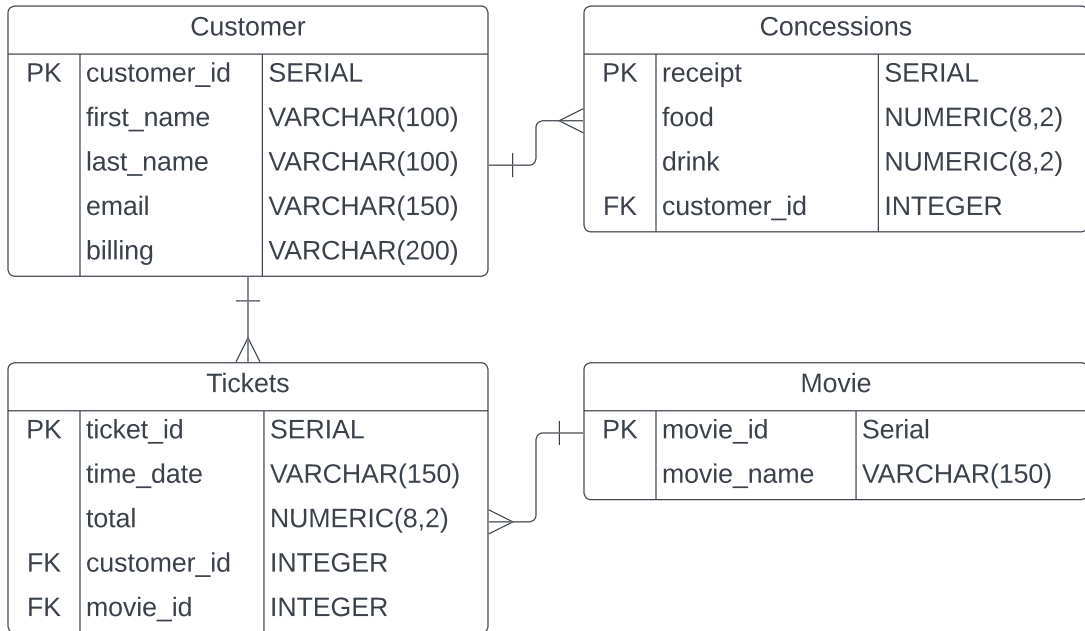 Customer
PK customer_id SERIAL
first_name VARCHAR(100)
last_name VARCHAR(100)
email VARCHAR(150)
billing VARCHAR(200)
Concessions
PK receipt SERIAL
food NUMERIC(8,2)
drink NUMERIC(8,2)
FK customer_id INTEGER
Tickets
PK ticket_id SERIAL
time_date VARCHAR(150)
total NUMERIC(8,2)
FK customer_id INTEGER
FK movie_id INTEGER
Movie
PK movie_id Serial
movie_name VARCHAR(150)